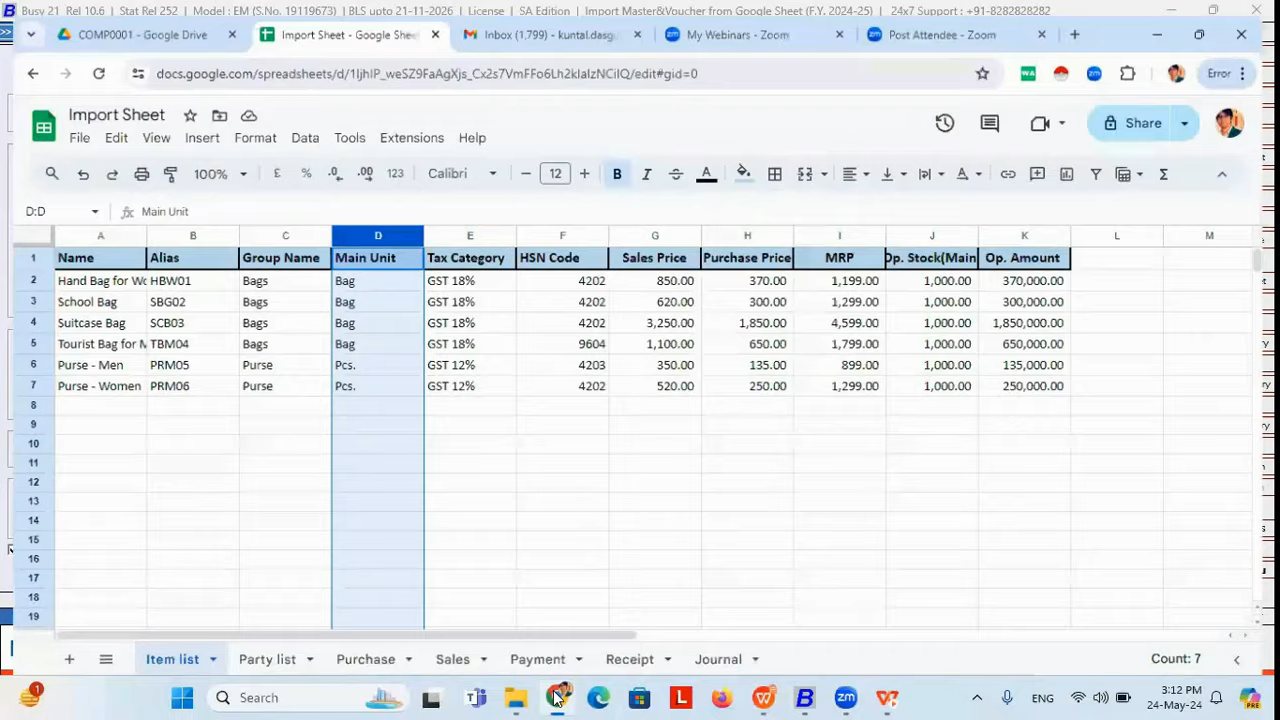 Busy 21 Rel 10.6 | Stat Rel 252 | Model : EM (S.No. 19119673) | BLS upto 21-11-2026 | License | SA Edition | Import Master&Voucher from Google Sheet (F.Y. 2024-25) | 24x7 Support : +91-8282828282
COMP0001 - Google Drive
Import Sheet - Google Shee
Inbox (1,799) - kuntal.dasgu
My Webinars - Zoom
Post Attendee - Zoom
docs.google.com/spreadsheets/d/1IjhIP_weSZ9FaAgXjs_Cx2s7VmFFo6Lh2klaIzNCiIQ/edit#gid=0
Error
Import Sheet
File Edit View Insert Format Data Tools Extensions Help
Share
100% £ % .0 .00 123 Calibri 12 B I A
D:D fx Main Unit
A B C D E F G H I J K L M
1 Name Alias Group Name Main Unit Tax Category HSN Code Sales Price Purchase Price MRP Op. Stock(Main Op. Amount
2 Hand Bag for Wo HBW01 Bags Bag GST 18% 4202 850.00 370.00 1,199.00 1,000.00 370,000.00
3 School Bag SBG02 Bags Bag GST 18% 4202 620.00 300.00 1,299.00 1,000.00 300,000.00
4 Suitcase Bag SCB03 Bags Bag GST 18% 4202 3,250.00 1,850.00 4,599.00 1,000.00 1,850,000.00
5 Tourist Bag for M TBM04 Bags Bag GST 18% 9604 1,100.00 650.00 1,799.00 1,000.00 650,000.00
6 Purse - Men PRM05 Purse Pcs. GST 12% 4203 350.00 135.00 899.00 1,000.00 135,000.00
7 Purse - Women PRM06 Purse Pcs. GST 12% 4202 520.00 250.00 1,299.00 1,000.00 250,000.00
8
9
10
11
12
13
14
15
16
17
18
19
Item list Party list Purchase Sales Payment Receipt Journal Count: 7
1 Search ENG 3:12 PM
24-May-24